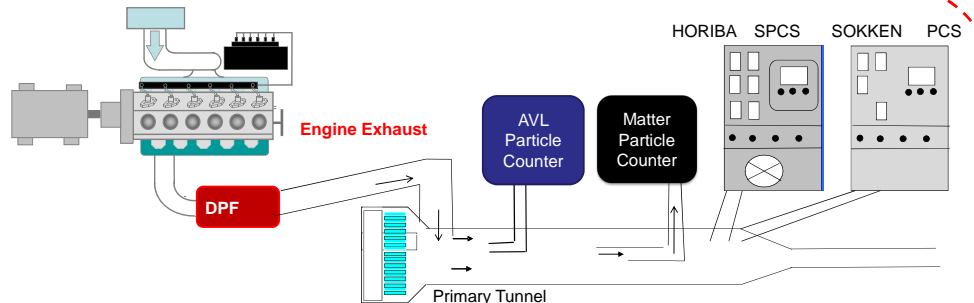 HORIBA SPCS SOKKEN PCS
Engine Exhaust
AVL
Particle
Counter
Matter
Particle
Counter
DPF
Primary Tunnel